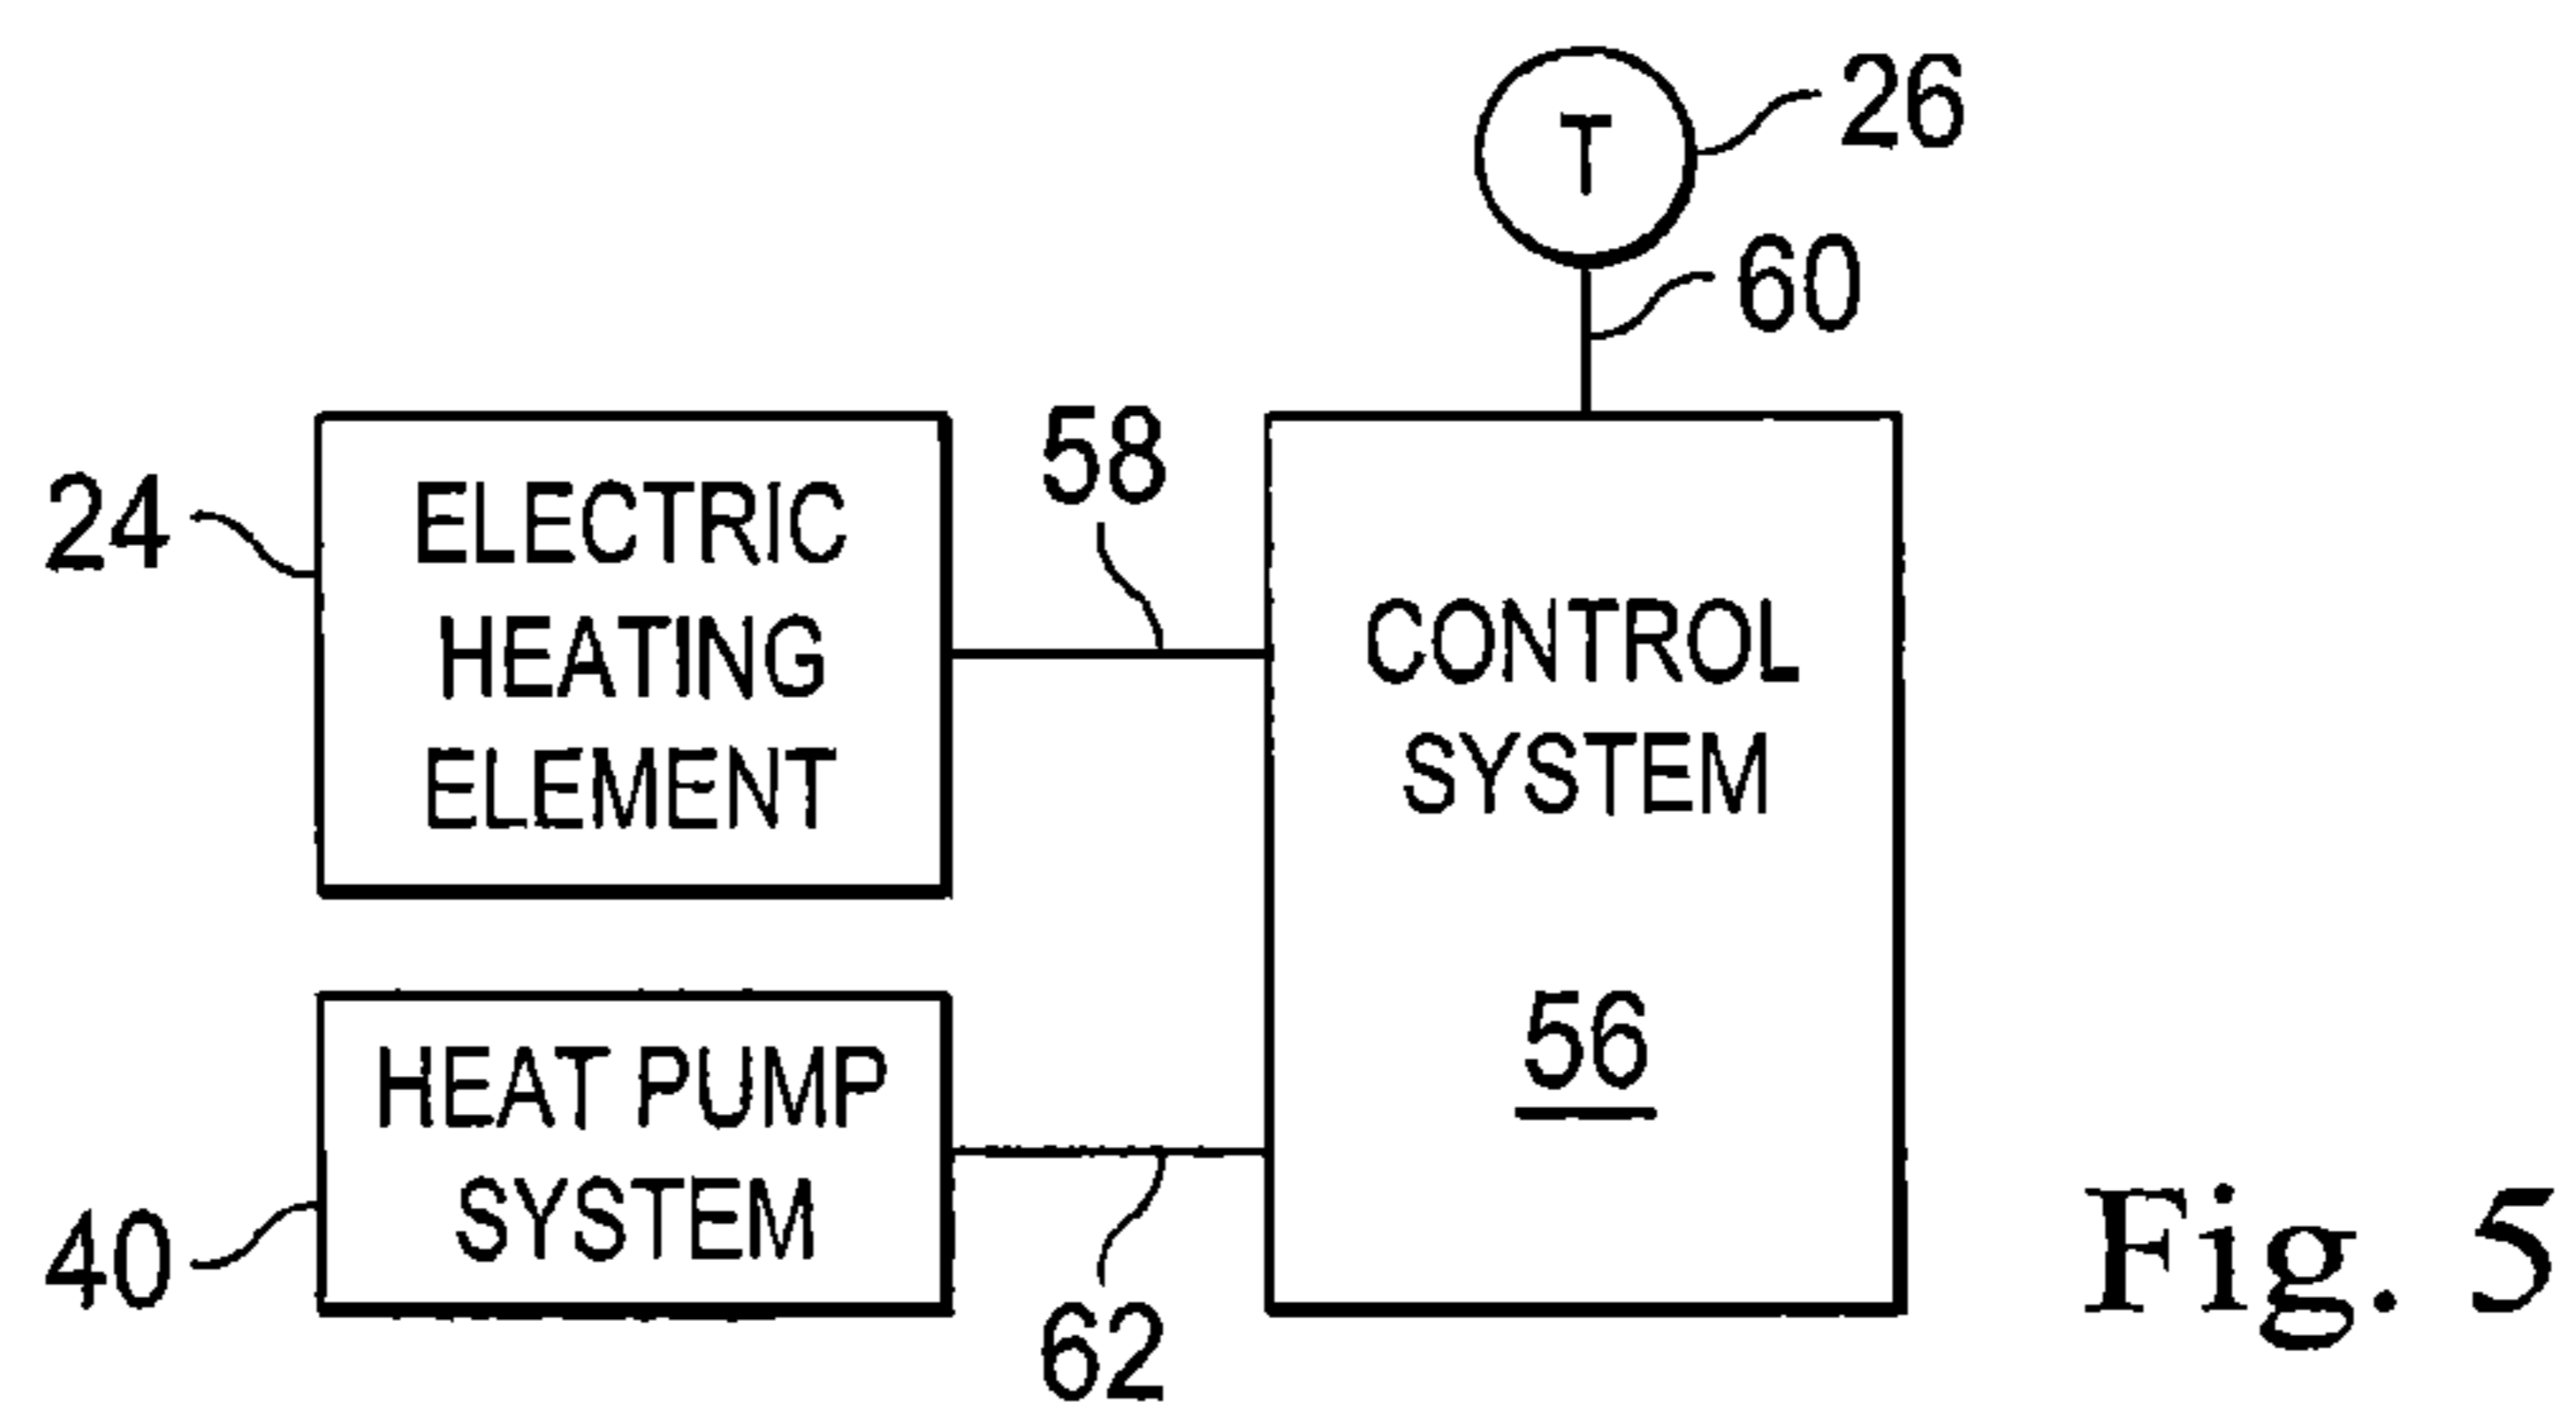 T
26
60
58
24
ELECTRIC
HEATING
ELEMENT
CONTROL
SYSTEM
56
HEAT PUMP
SYSTEM
40
62
Fig. 5